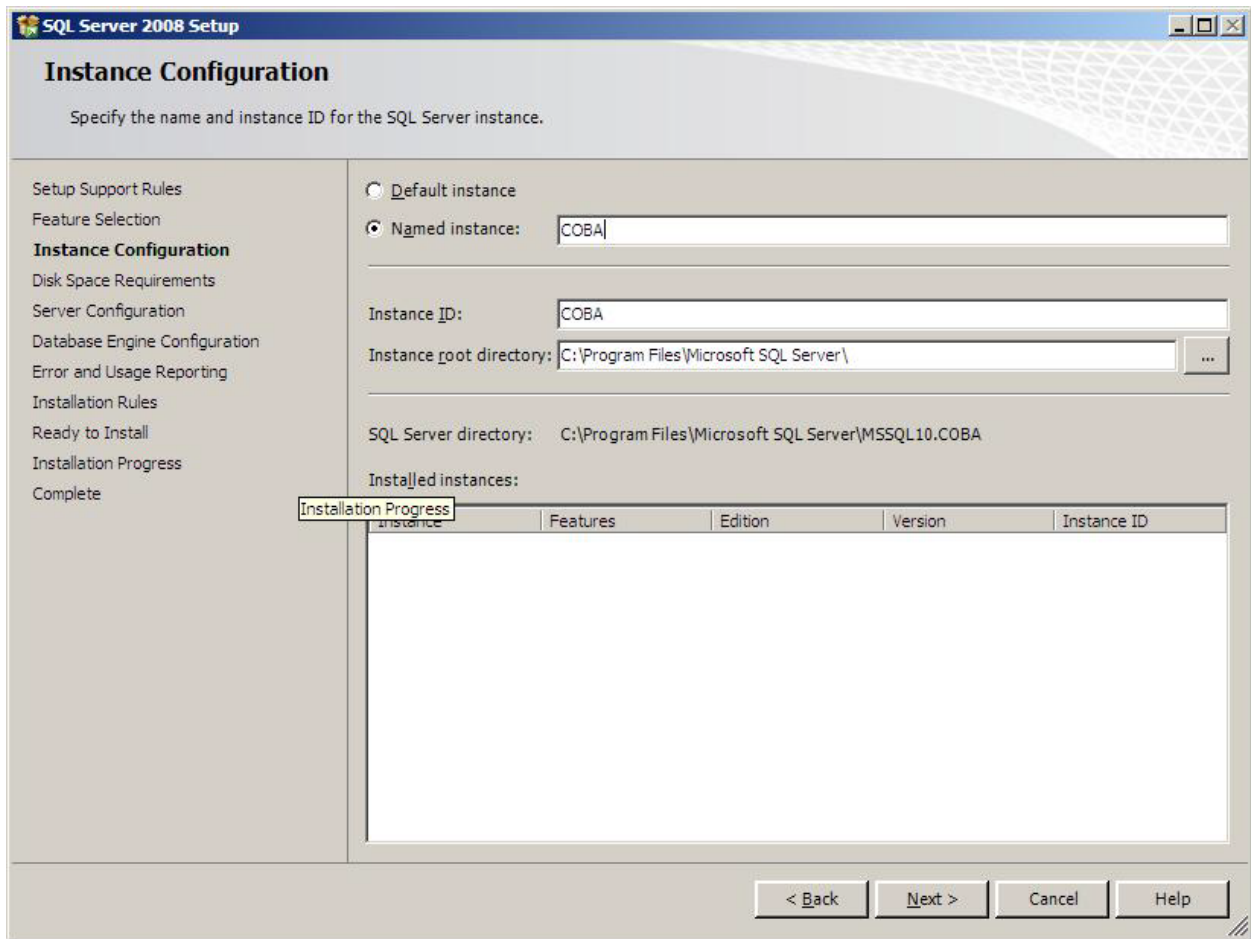 SQL Server 2008 Setup
Instance Configuration
Specify the name and instance ID for the SQL Server instance.
Setup Support Rules
Feature Selection
Instance Configuration
Disk Space Requirements
Server Configuration
Database Engine Configuration
Error and Usage Reporting
Installation Rules
Ready to Install
Installation Progress
Complete
Installation Progress
Default instance
Named instance: COBA
Instance ID: COBA
Instance root directory: C:\Program Files\Microsoft SQL Server\ ...
SQL Server directory: C:\Program Files\Microsoft SQL Server\MSSQL10.COBA
Installed instances:
Instance Features Edition Version Instance ID
< Back Next > Cancel Help